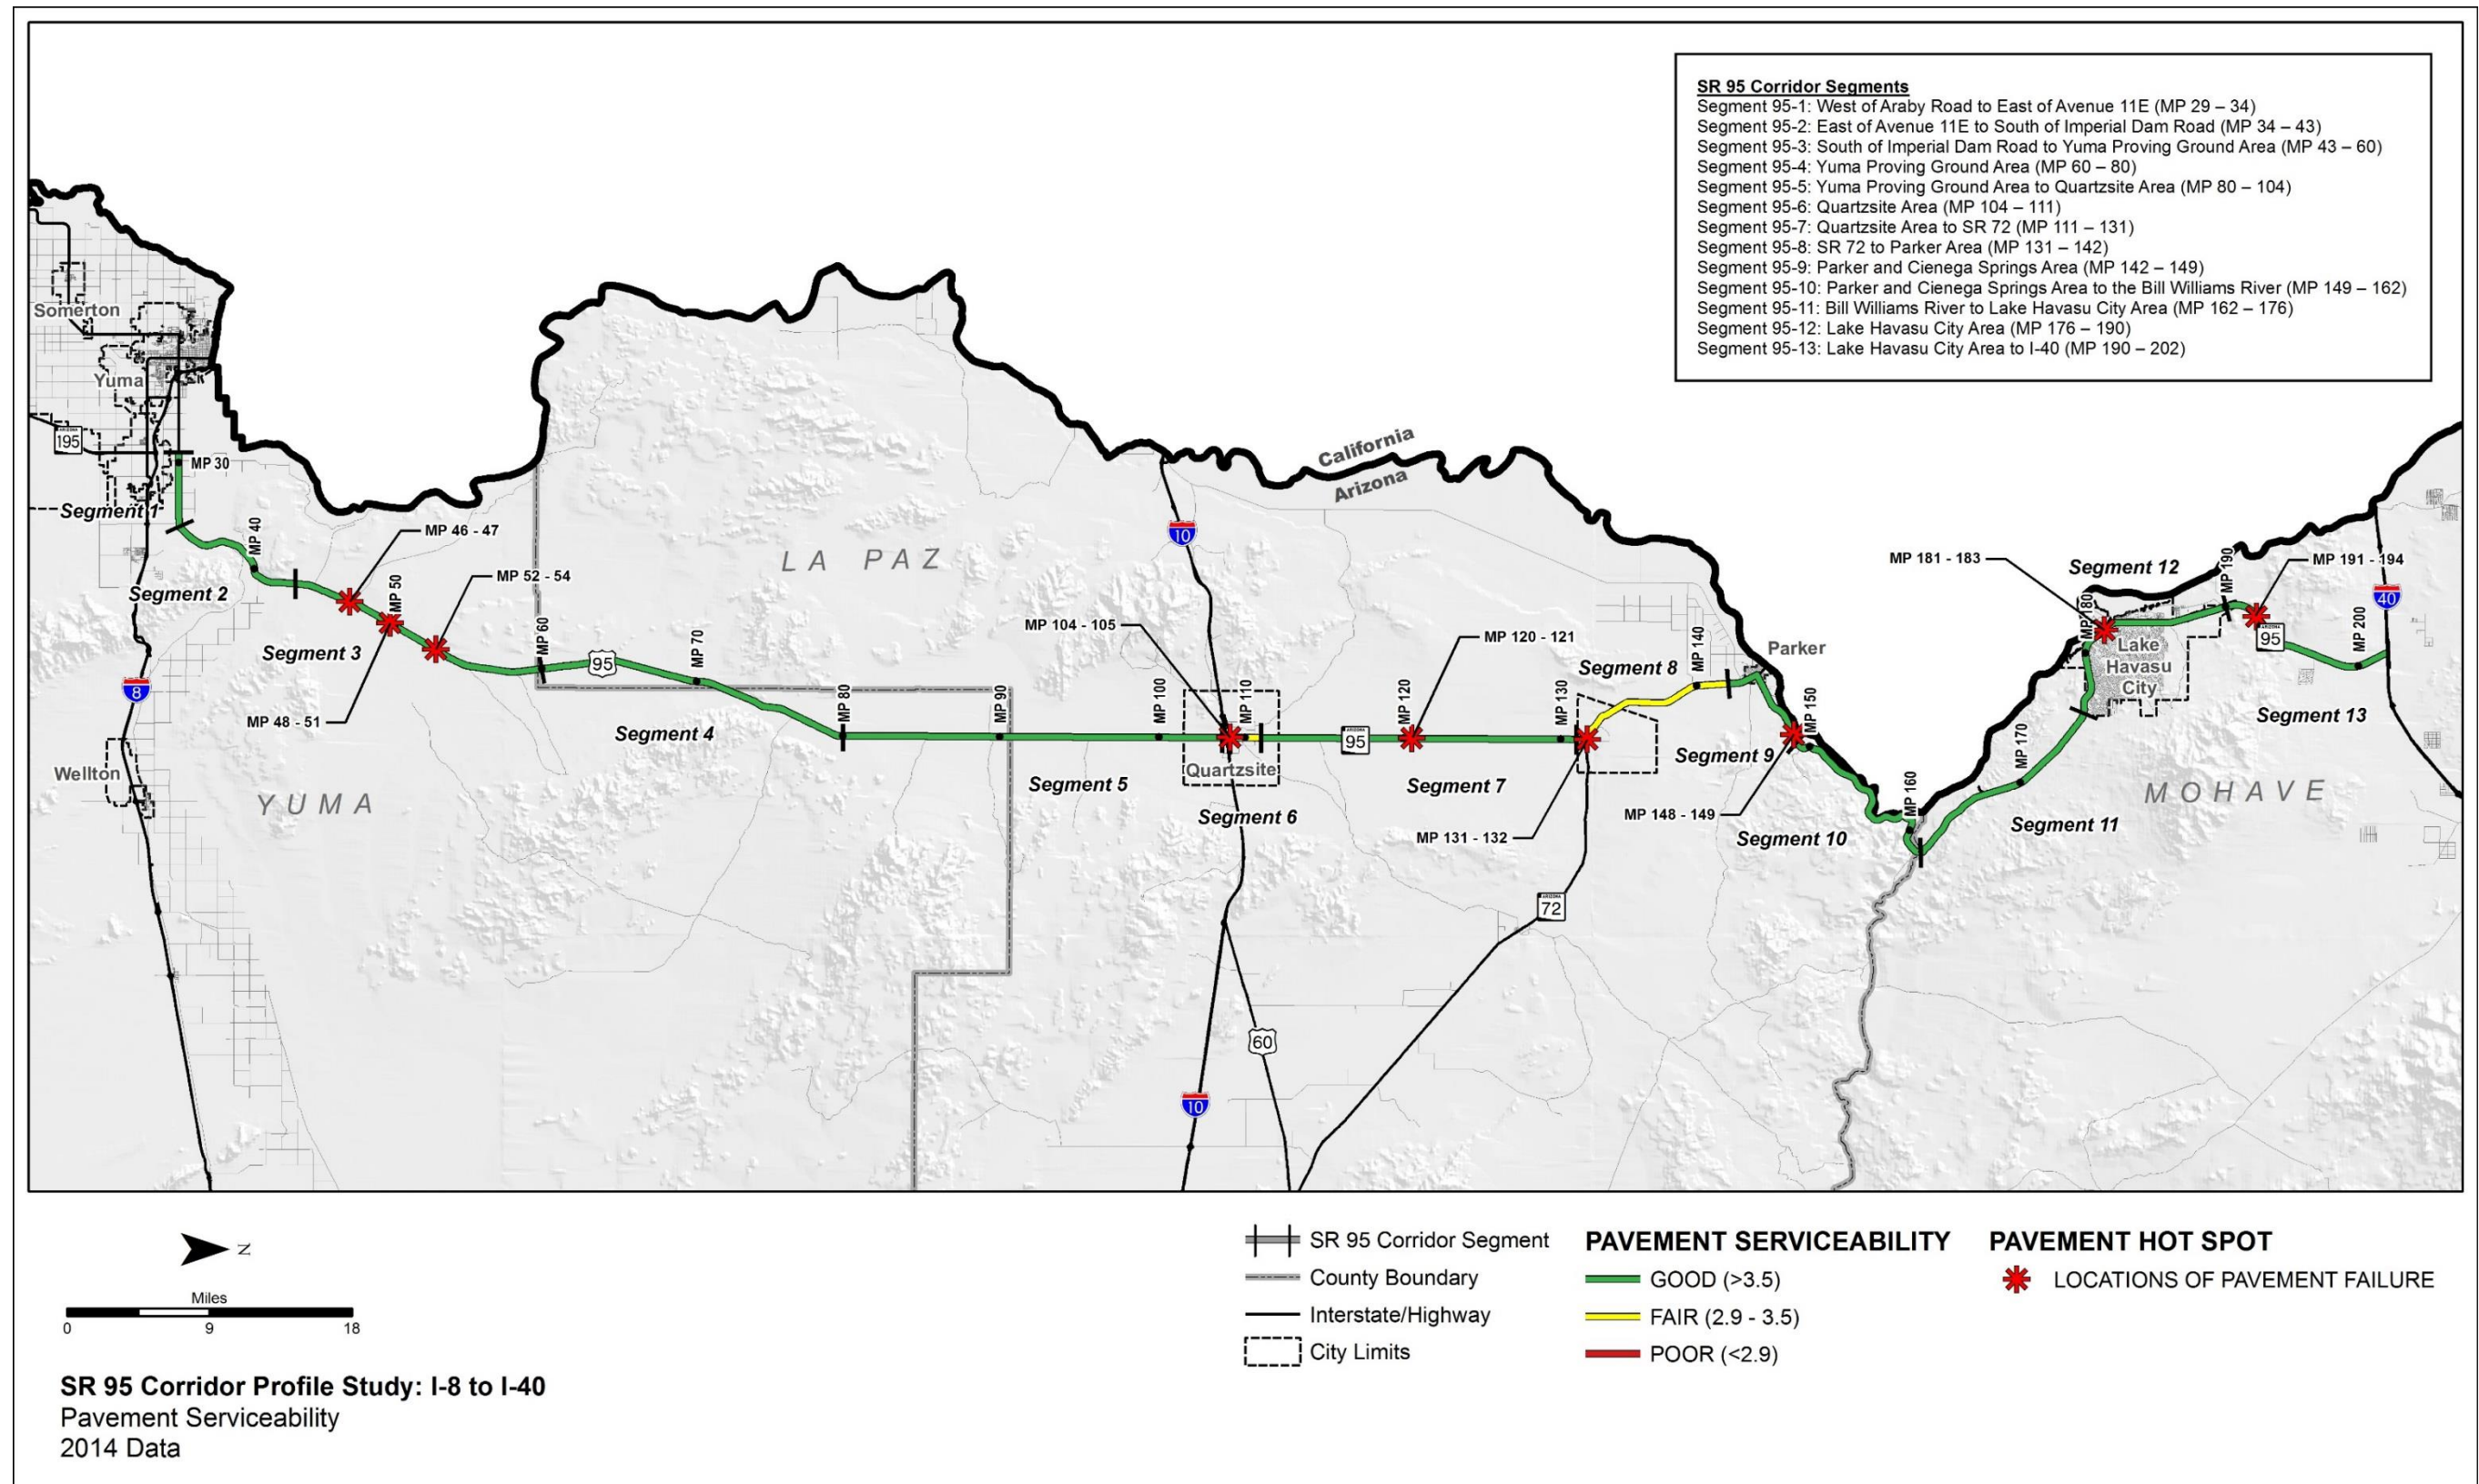 SR 95 Corridor Segments
Segment 95-1: West of Araby Road to East of Avenue 11E (MP 29 – 34)
Segment 95-2: East of Avenue 11E to South of Imperial Dam Road (MP 34 – 43)
Segment 95-3: South of Imperial Dam Road to Yuma Proving Ground Area (MP 43 – 60)
Segment 95-4: Yuma Proving Ground Area (MP 60 – 80)
Segment 95-5: Yuma Proving Ground Area to Quartzsite Area (MP 80 – 104)
Segment 95-6: Quartzsite Area (MP 104 – 111)
Segment 95-7: Quartzsite Area to SR 72 (MP 111 – 131)
Segment 95-8: SR 72 to Parker Area (MP 131 – 142)
Segment 95-9: Parker and Cienega Springs Area (MP 142 – 149)
Segment 95-10: Parker and Cienega Springs Area to the Bill Williams River (MP 149 – 162)
Segment 95-11: Bill Williams River to Lake Havasu City Area (MP 162 – 176)
Segment 95-12: Lake Havasu City Area (MP 176 – 190)
Segment 95-13: Lake Havasu City Area to I-40 (MP 190 – 202)
Somerton
Yuma
ARIZONA
195
MP 30
Segment 1
MP 40
Segment 2
MP 46 - 47
MP 50
MP 52 - 54
Segment 3
MP 48 - 51
8
Wellton
YUMA
MP 60
95
MP 70
Segment 4
MP 80
LA PAZ
MP 90
Segment 5
MP 100
MP 104 - 105
10
MP 110
Quartzsite
Segment 6
California
Arizona
ARIZONA
95
MP 120
MP 120 - 121
Segment 7
MP 130
MP 131 - 132
Segment 8
MP 140
Parker
Segment 9
MP 148 - 149
MP 150
Segment 10
MP 160
MP 170
Segment 11
MP 181 - 183
MP 180
Segment 12
Lake
Havasu
City
MP 190
MP 191 - 194
ARIZONA
95
MP 200
40
Segment 13
MOHAVE
ARIZONA
72
60
10
N
Miles
0
9
18
SR 95 Corridor Profile Study: I-8 to I-40
Pavement Serviceability
2014 Data
SR 95 Corridor Segment
County Boundary
Interstate/Highway
City Limits
PAVEMENT SERVICEABILITY
GOOD (>3.5)
FAIR (2.9 - 3.5)
POOR (<2.9)
PAVEMENT HOT SPOT
LOCATIONS OF PAVEMENT FAILURE